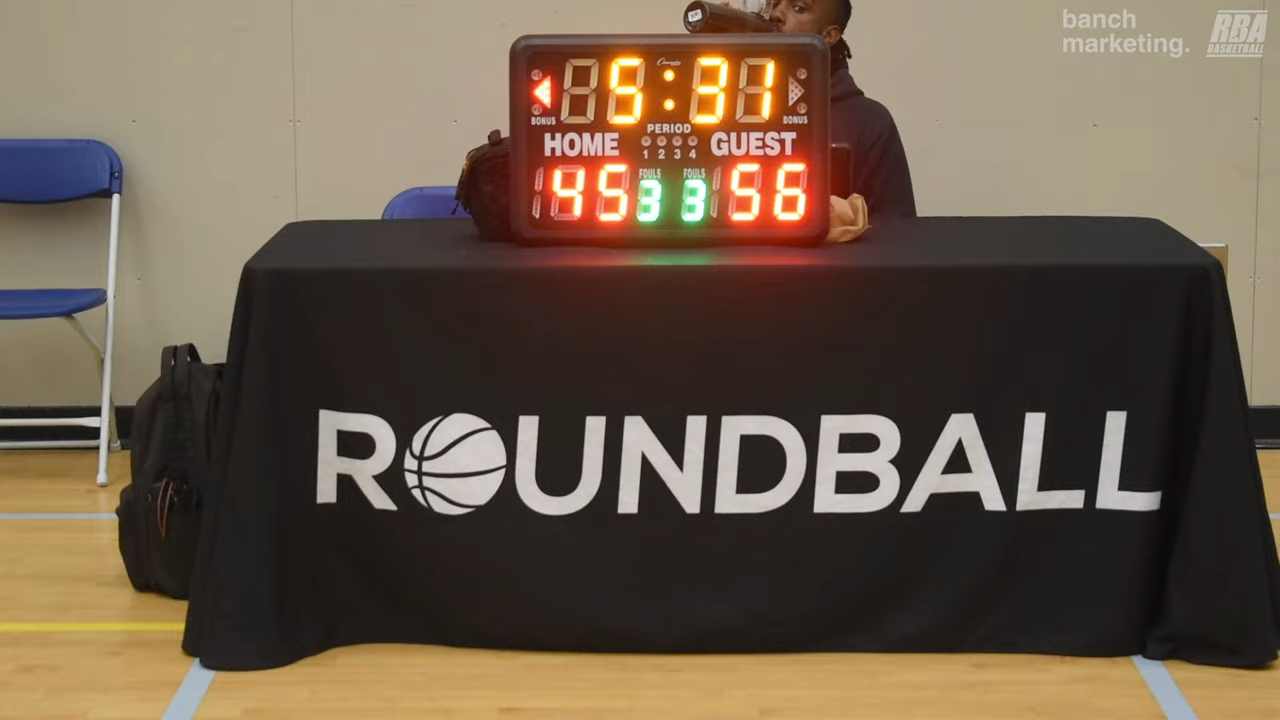 banch
marketing.
RBA
BASKETBALL
5:31
BONUS
BONUS
PERIOD
HOME
1 2 3 4
GUEST
FOULS
FOULS
45
3
3
56
ROUNDBALL